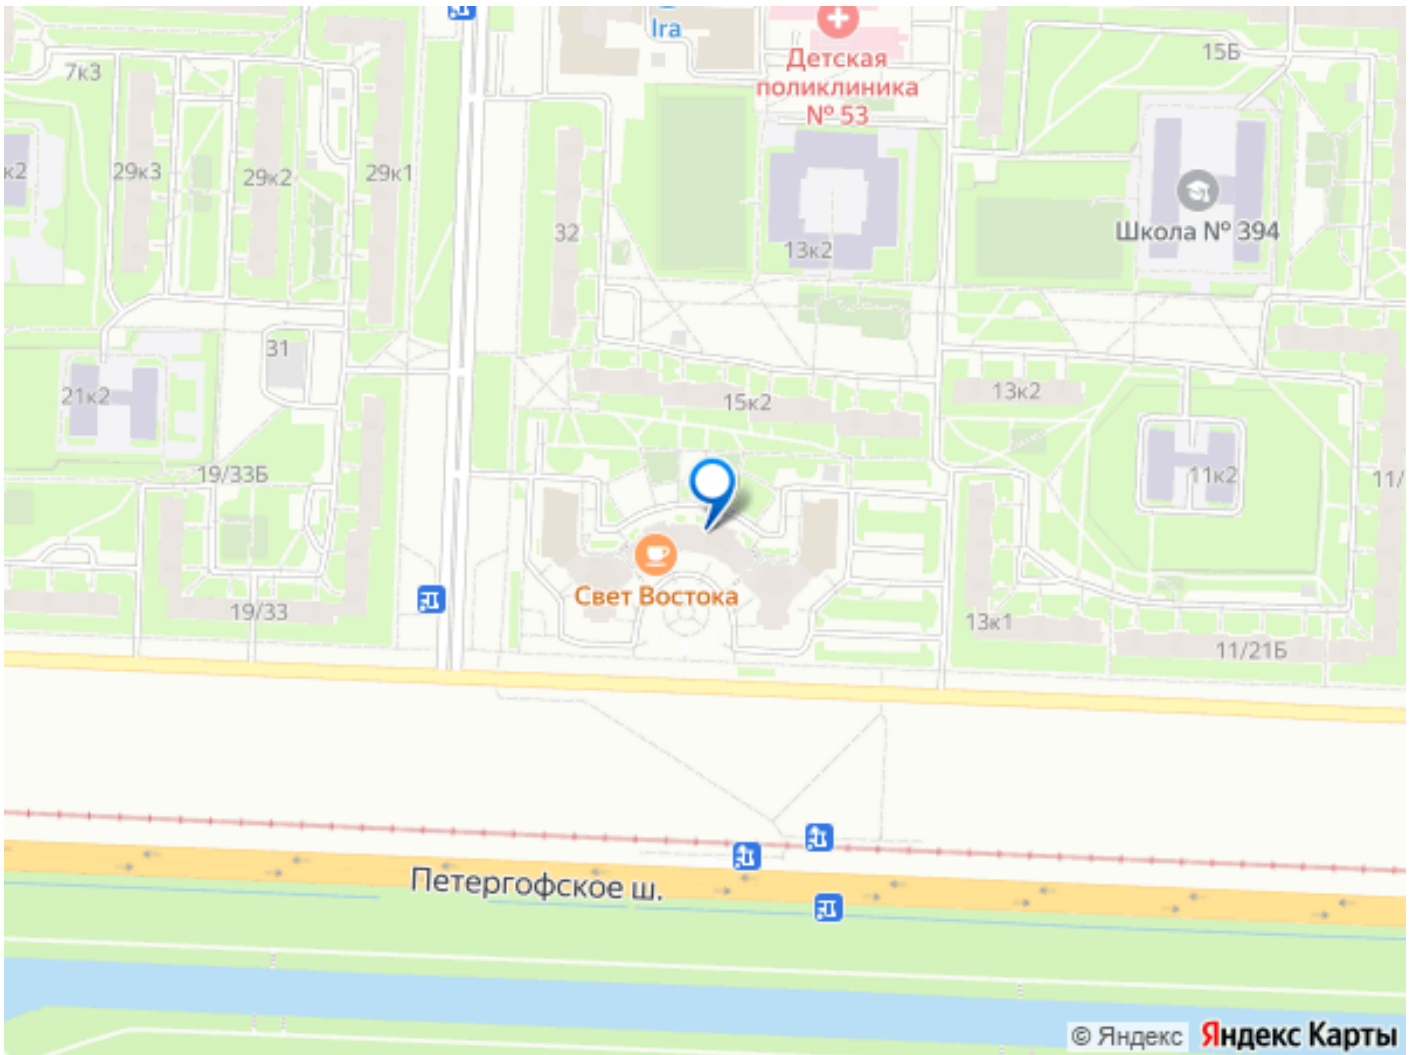 Ira
Детская
поликлиника
№ 53
15Б
7к3
к2
29к3
29к2
29к1
32
13к2
Школа № 394
31
21к2
15к2
13к2
19/33Б
11к2
11/
Свет Востока
19/33
13к1
11/21Б
Петергофское ш.
© Яндекс Яндекс Карты